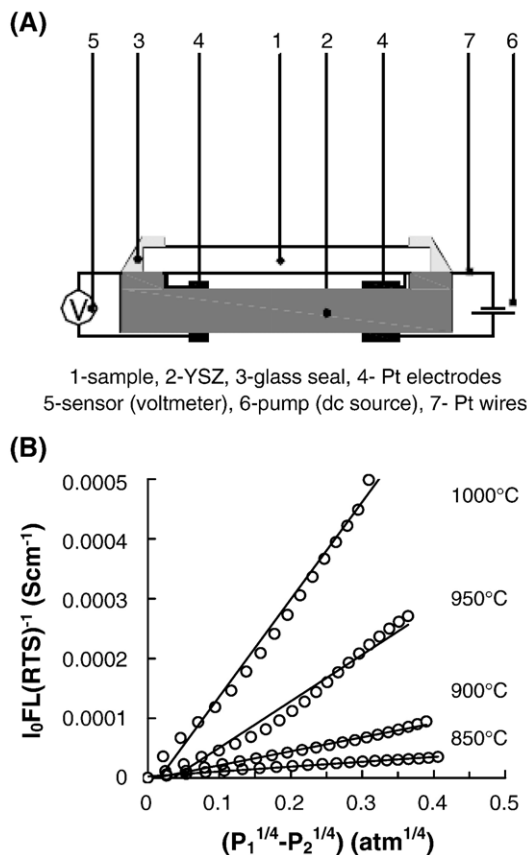 (A)
5 3 4 1 2 4 7 6
V
1-sample, 2-YSZ, 3-glass seal, 4- Pt electrodes
5-sensor (voltmeter), 6-pump (dc source), 7- Pt wires
(B)
I₀FL(RTS)⁻¹ (Scm⁻¹)
0.0005
0.0004
0.0003
0.0002
0.0001
0
1000°C
950°C
900°C
850°C
0 0.1 0.2 0.3 0.4 0.5
(P₁^1/4-P₂^1/4) (atm^1/4)